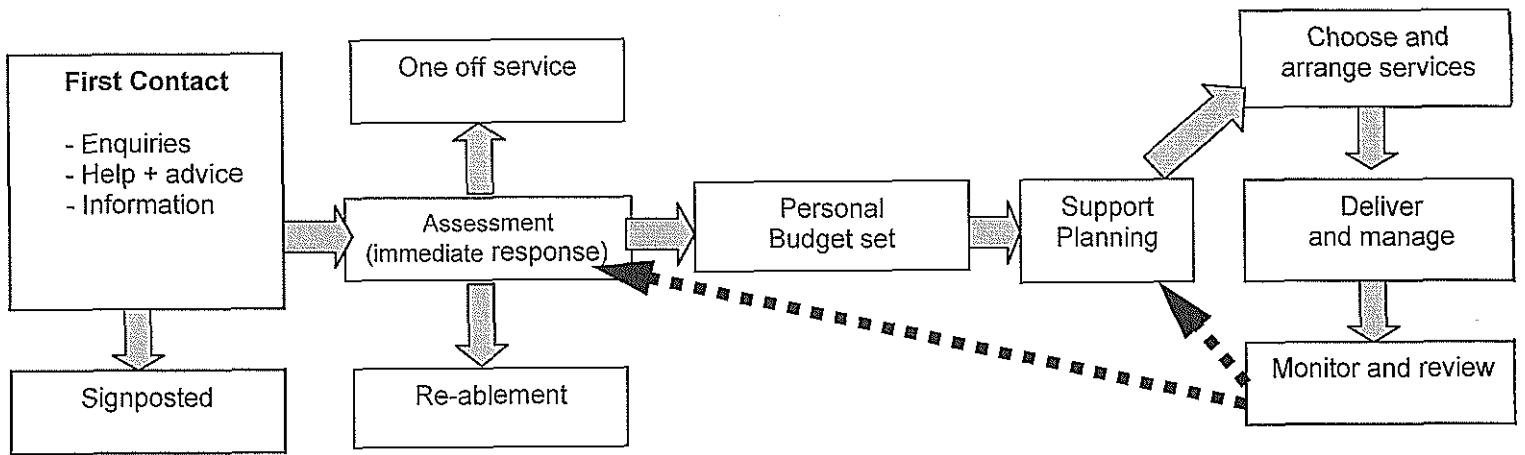 First Contact
- Enquiries
- Help + advice
- Information
Signposted
One off service
Assessment
(immediate response)
Re-ablement
Personal
Budget set
Support
Planning
Choose and
arrange services
Deliver
and manage
Monitor and review